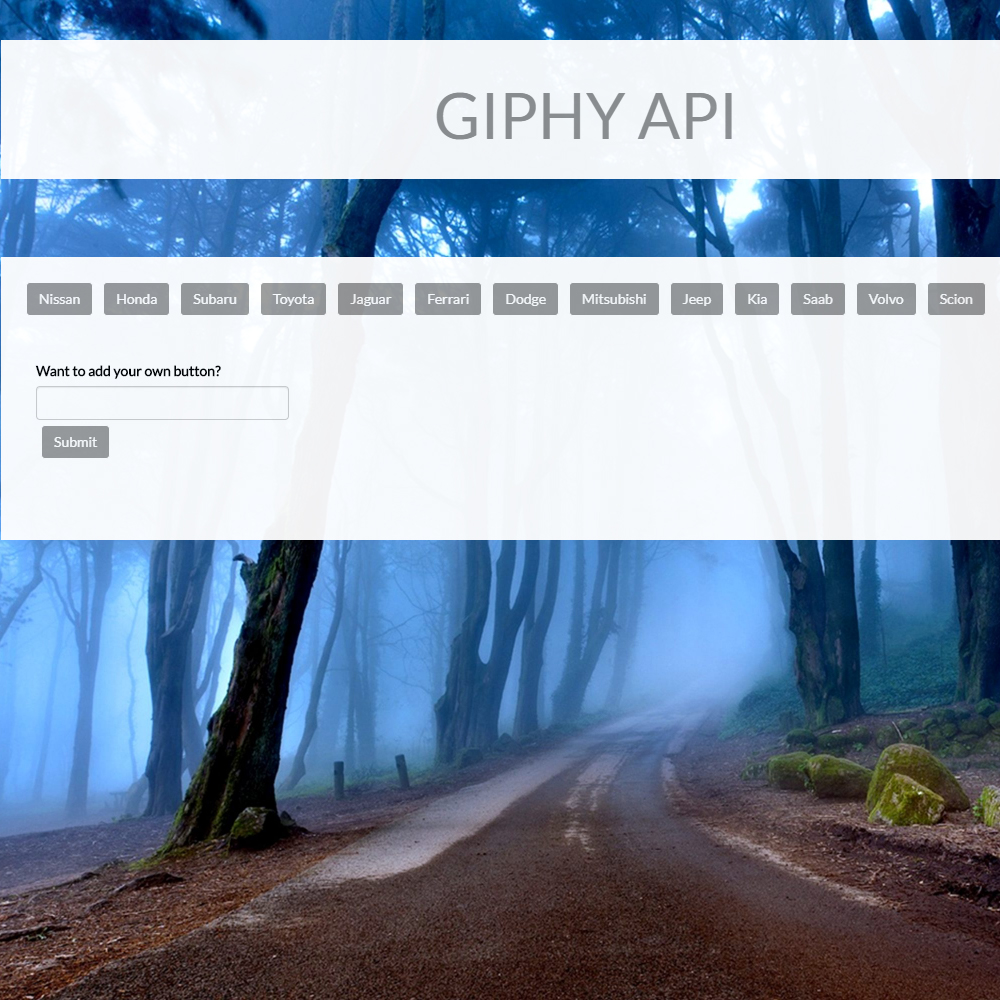 GIPHY API
Nissan Honda Subaru Toyota Jaguar Ferrari Dodge Mitsubishi Jeep Kia Saab Volvo Scion
Want to add your own button?
Submit